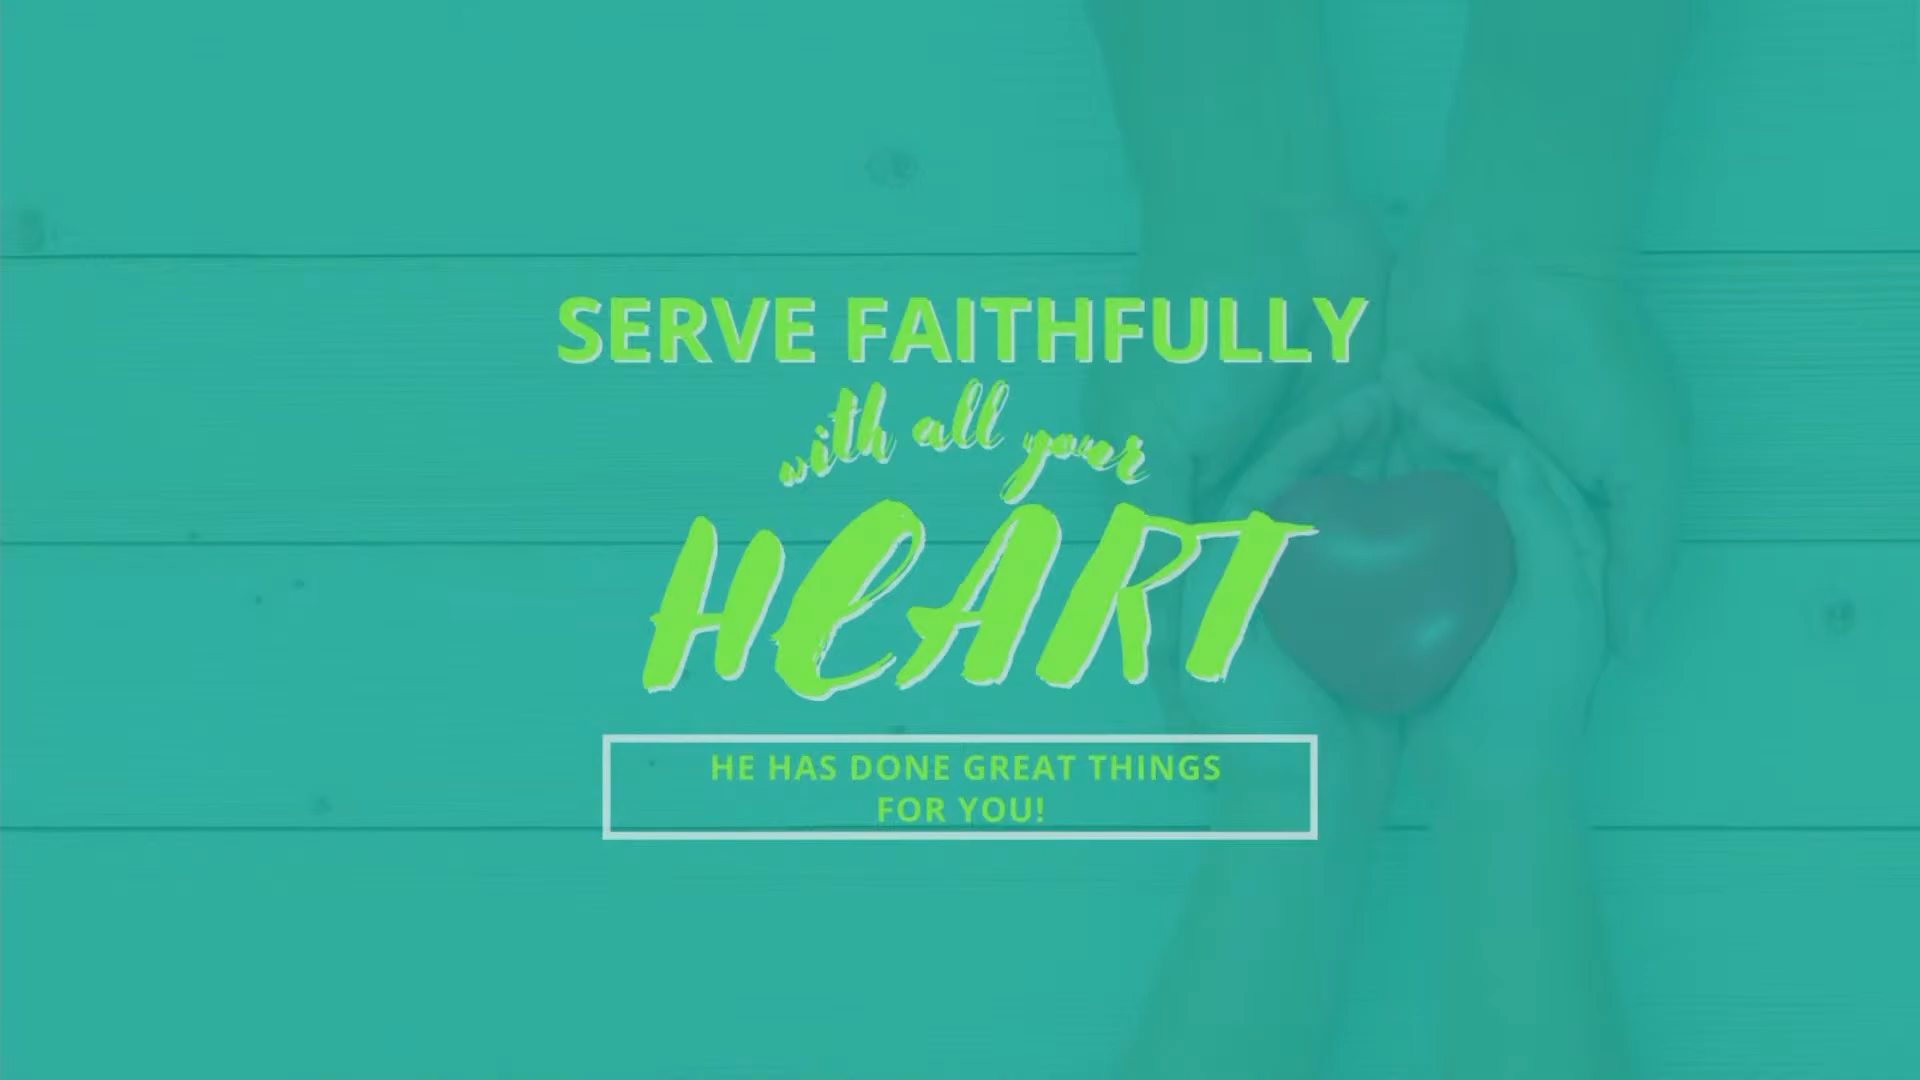 SERVE FAITHFULLY
with all your
HEART
HE HAS DONE GREAT THINGS
FOR YOU!